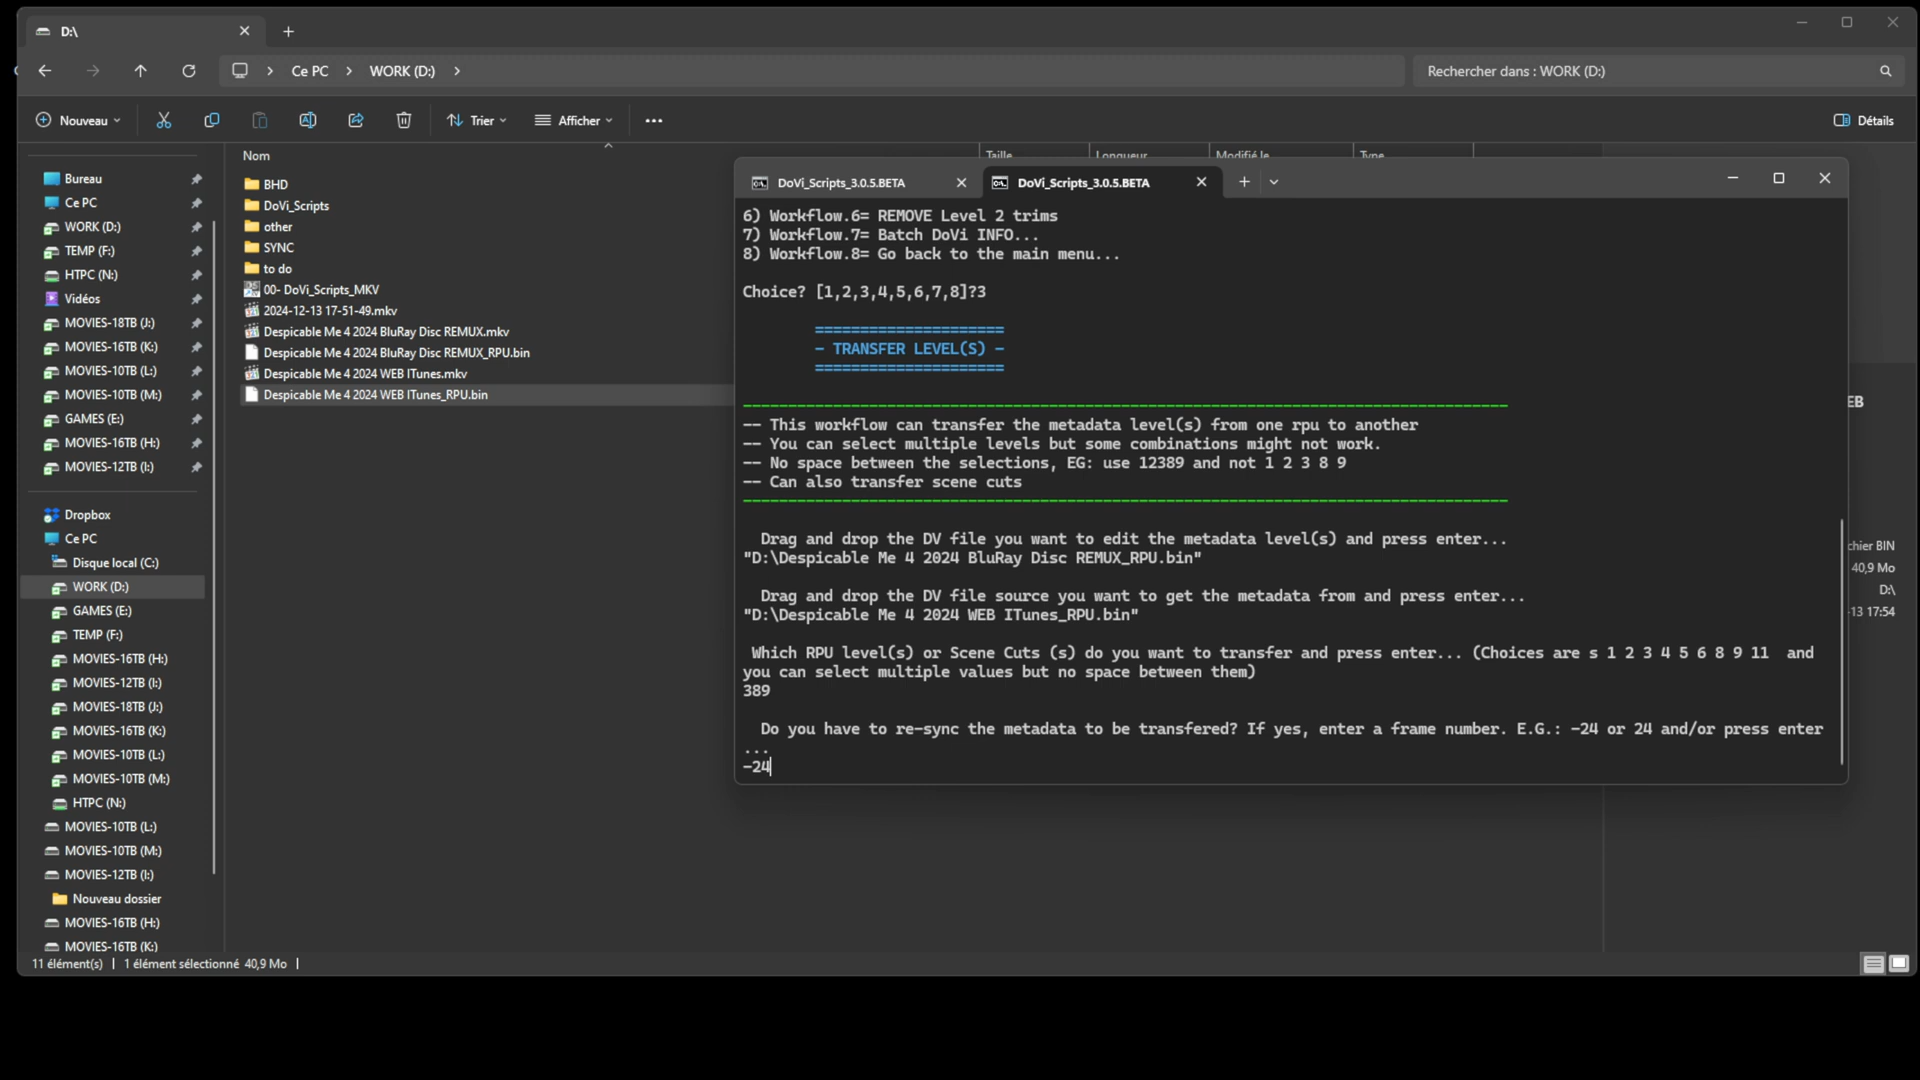 D:\
Ce PC
WORK (D:)
Rechercher dans : WORK (D:)
Nouveau
Trier
Afficher
Détails
Nom
Taille
Longueur
Modifié le
Type
Bureau
Ce PC
WORK (D:)
TEMP (F:)
HTPC (N:)
Vidéos
MOVIES-18TB (J:)
MOVIES-16TB (K:)
MOVIES-10TB (L:)
MOVIES-10TB (M:)
GAMES (E:)
MOVIES-16TB (H:)
MOVIES-12TB (I:)
Dropbox
Ce PC
Disque local (C:)
WORK (D:)
GAMES (E:)
TEMP (F:)
MOVIES-16TB (H:)
MOVIES-12TB (I:)
MOVIES-18TB (J:)
MOVIES-16TB (K:)
MOVIES-10TB (L:)
MOVIES-10TB (M:)
HTPC (N:)
MOVIES-10TB (L:)
MOVIES-10TB (M:)
MOVIES-12TB (I:)
Nouveau dossier
MOVIES-16TB (H:)
MOVIES-16TB (K:)
BHD
DoVi_Scripts
other
SYNC
to do
00- DoVi_Scripts_MKV
2024-12-13 17-51-49.mkv
Despicable Me 4 2024 BluRay Disc REMUX.mkv
Despicable Me 4 2024 BluRay Disc REMUX_RPU.bin
Despicable Me 4 2024 WEB ITunes.mkv
Despicable Me 4 2024 WEB ITunes_RPU.bin
DoVi_Scripts_3.0.5.BETA
DoVi_Scripts_3.0.5.BETA
6) Workflow.6= REMOVE Level 2 trims
7) Workflow.7= Batch DoVi INFO...
8) Workflow.8= Go back to the main menu...
Choice? [1,2,3,4,5,6,7,8]?3
=====================
- TRANSFER LEVEL(S) -
=====================
-- This workflow can transfer the metadata level(s) from one rpu to another
-- You can select multiple levels but some combinations might not work.
-- No space between the selections, EG: use 12389 and not 1 2 3 8 9
-- Can also transfer scene cuts
Drag and drop the DV file you want to edit the metadata level(s) and press enter...
"D:\Despicable Me 4 2024 BluRay Disc REMUX_RPU.bin"
Drag and drop the DV file source you want to get the metadata from and press enter...
"D:\Despicable Me 4 2024 WEB ITunes_RPU.bin"
Which RPU level(s) or Scene Cuts (s) do you want to transfer and press enter... (Choices are s 1 2 3 4 5 6 8 9 11  and
you can select multiple values but no space between them)
389
Do you have to re-sync the metadata to be transfered? If yes, enter a frame number. E.G.: -24 or 24 and/or press enter
...
-24
EB
chier BIN
40,9 Mo
D:\
-13 17:54
11 élément(s)
1 élément sélectionné 40,9 Mo